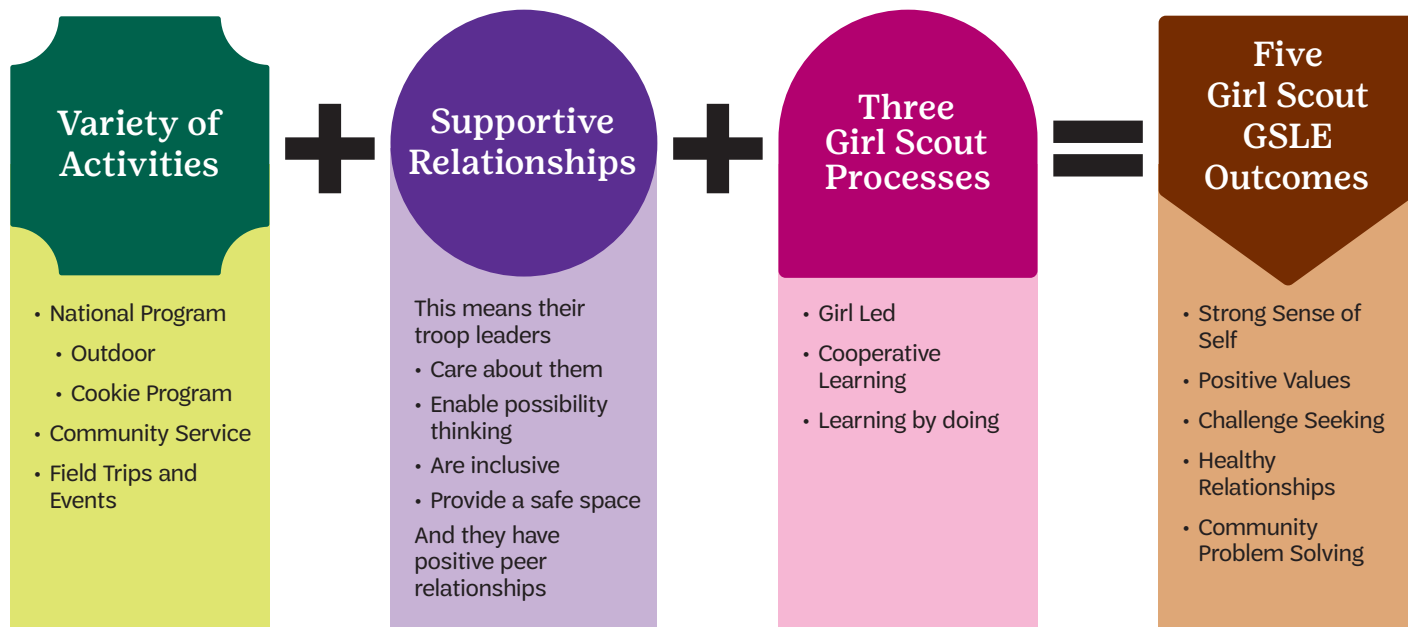 Variety of
Activities
• National Program
• Outdoor
• Cookie Program
• Community Service
• Field Trips and
Events
+
Supportive
Relationships
This means their
troop leaders
• Care about them
• Enable possibility
thinking
• Are inclusive
• Provide a safe space
And they have
positive peer
relationships
+
Three
Girl Scout
Processes
• Girl Led
• Cooperative
Learning
• Learning by doing
=
Five
Girl Scout
GSLE
Outcomes
• Strong Sense of
Self
• Positive Values
• Challenge Seeking
• Healthy
Relationships
• Community
Problem Solving